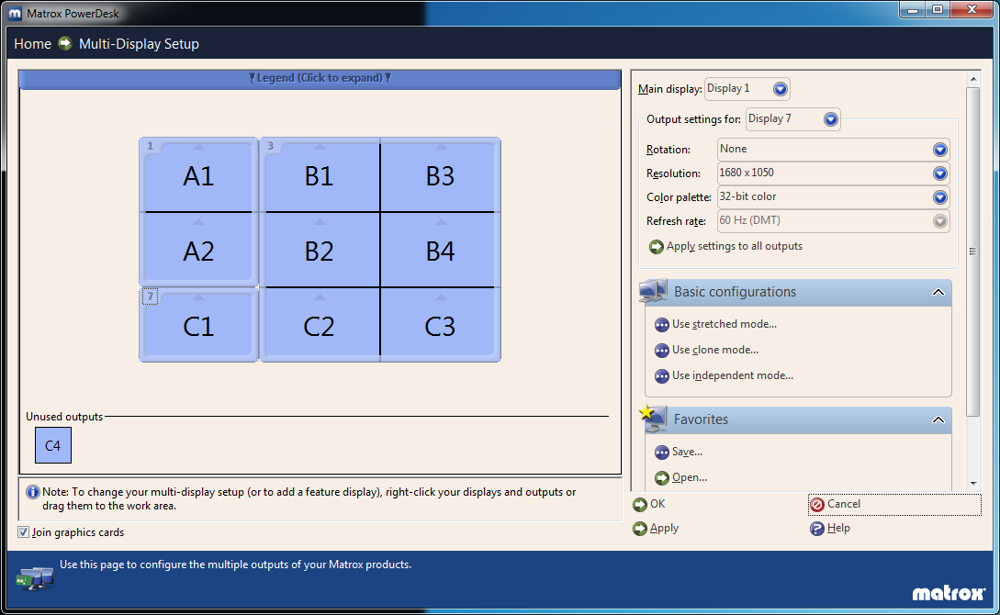 Matrox PowerDesk
Home Multi-Display Setup
Legend (Click to expand)
1 3
A1 B1 B3
A2 B2 B4
7
C1 C2 C3
Unused outputs
C4
Note: To change your multi-display setup (or to add a feature display), right-click your displays and outputs or
drag them to the work area.
Join graphics cards
Main display: Display 1
Output settings for: Display 7
Rotation: None
Resolution: 1680 x 1050
Color palette: 32-bit color
Refresh rate: 60 Hz (DMT)
Apply settings to all outputs
Basic configurations
Use stretched mode...
Use clone mode...
Use independent mode...
Favorites
Save...
Open...
OK Cancel
Apply Help
Use this page to configure the multiple outputs of your Matrox products.
matrox